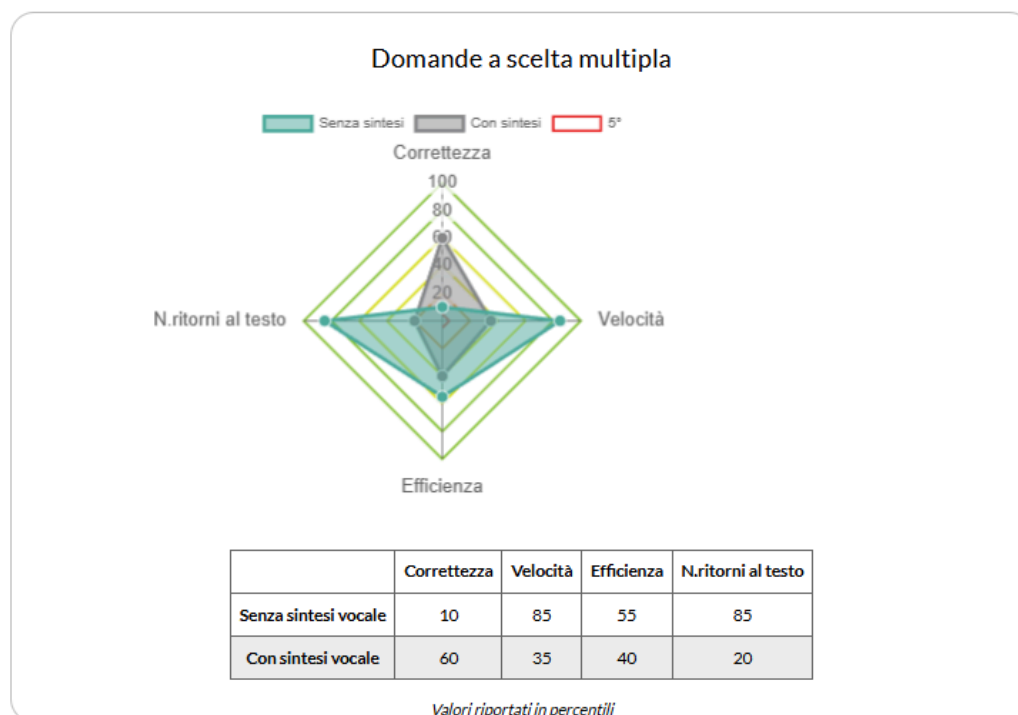 Domande a scelta multipla
Senza sintesi Con sintesi 5°
Correttezza
100
80
60
40
20
N.ritorni al testo Velocità
Efficienza
Correttezza Velocità Efficienza N.ritorni al testo
Senza sintesi vocale 10 85 55 85
Con sintesi vocale 60 35 40 20
Valori riportati in percentili